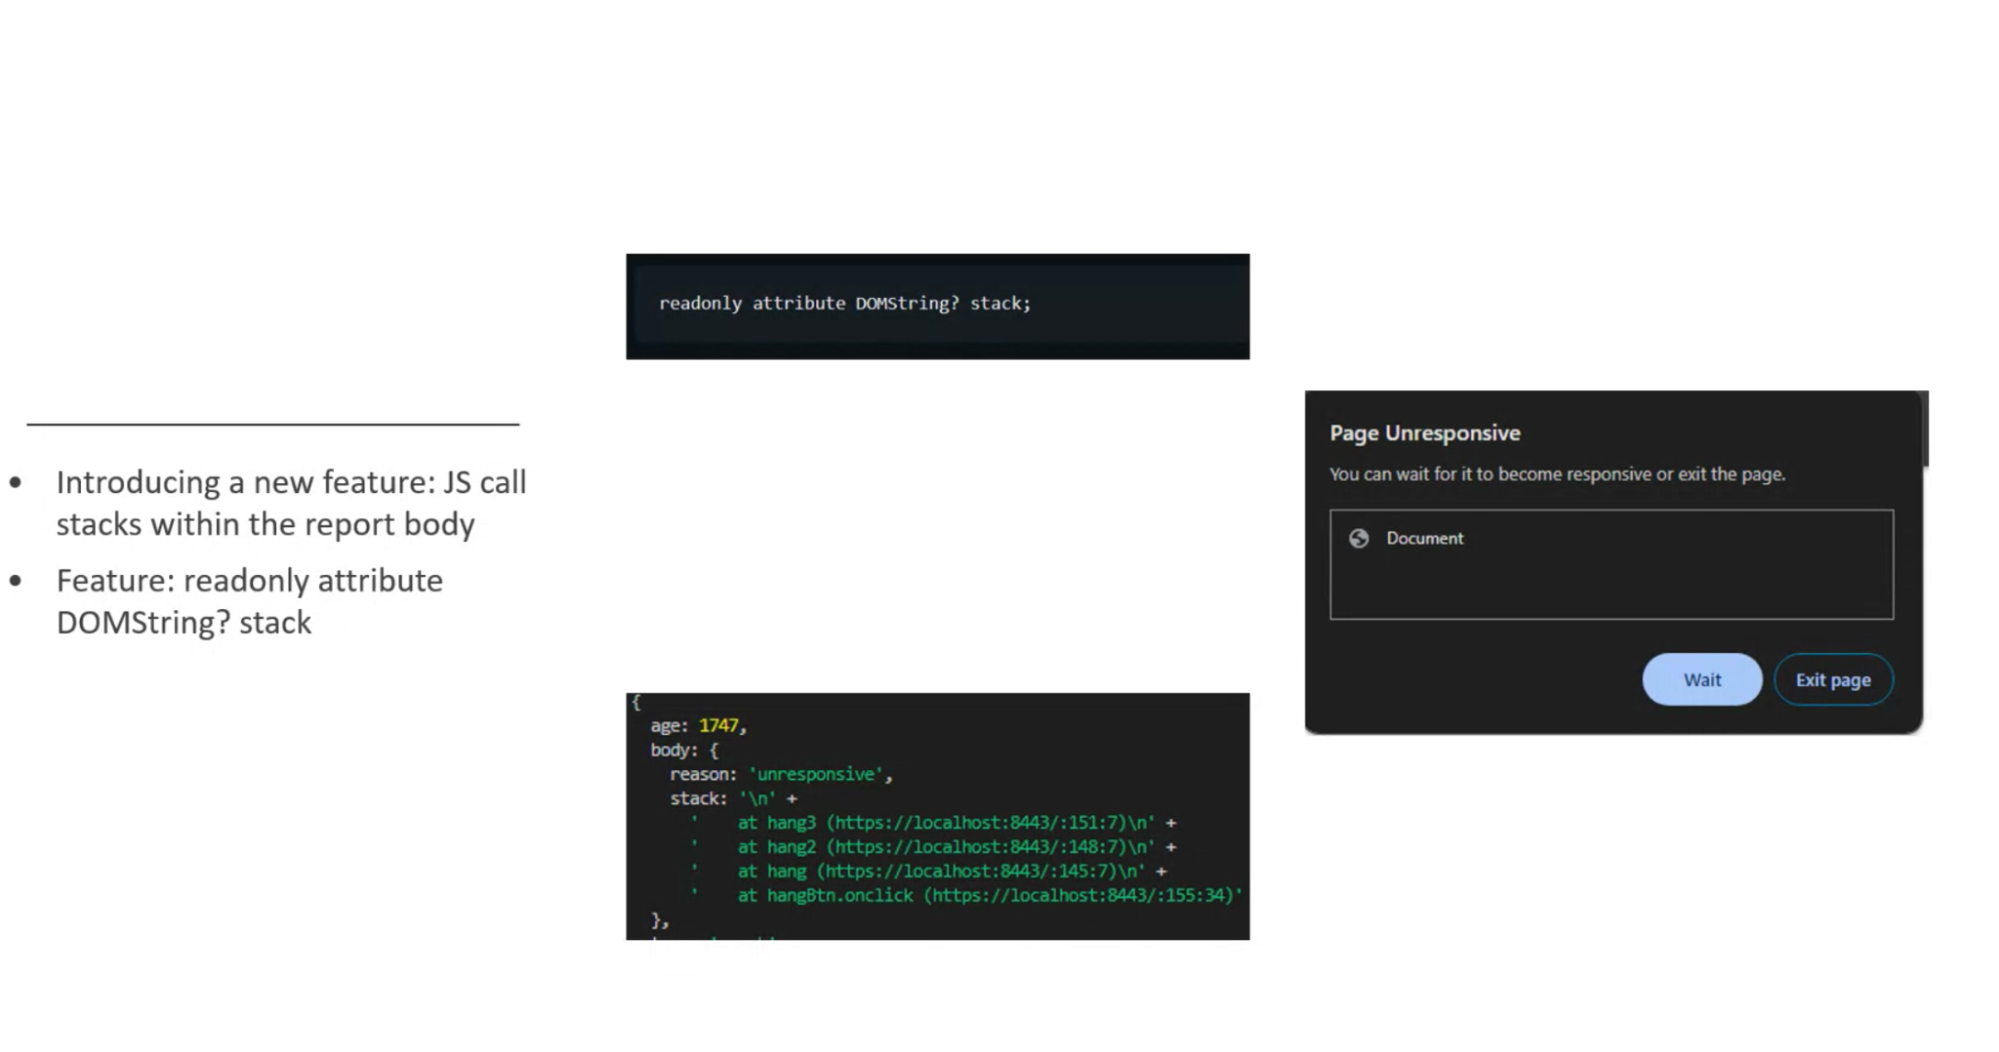 • Introducing a new feature: JS call
stacks within the report body
• Feature: readonly attribute
DOMString? stack
readonly attribute DOMString? stack;
{
  age: 1747,
  body: {
    reason: 'unresponsive',
    stack: '\n' +
      '    at hang3 (https://localhost:8443/:151:7)\n' +
      '    at hang2 (https://localhost:8443/:148:7)\n' +
      '    at hang (https://localhost:8443/:145:7)\n' +
      '    at hangBtn.onclick (https://localhost:8443/:155:34)'
  },
Page Unresponsive
You can wait for it to become responsive or exit the page.
Document
Wait
Exit page